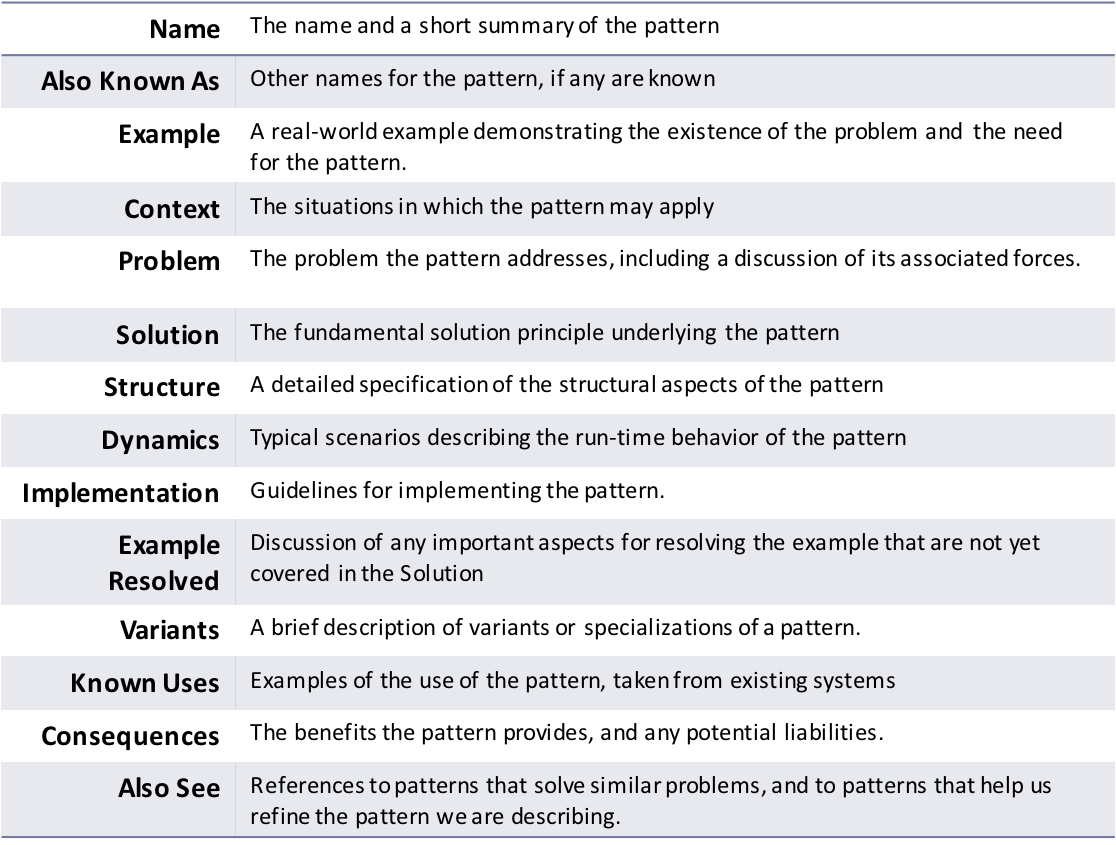 Name The name and a short summary of the pattern
Also Known As Other names for the pattern, if any are known
Example A real-world example demonstrating the existence of the problem and the need
for the pattern.
Context The situations in which the pattern may apply
Problem The problem the pattern addresses, including a discussion of its associated forces.
Solution The fundamental solution principle underlying the pattern
Structure A detailed specification of the structural aspects of the pattern
Dynamics Typical scenarios describing the run-time behavior of the pattern
Implementation Guidelines for implementing the pattern.
Example Discussion of any important aspects for resolving the example that are not yet
Resolved covered in the Solution
Variants A brief description of variants or specializations of a pattern.
Known Uses Examples of the use of the pattern, taken from existing systems
Consequences The benefits the pattern provides, and any potential liabilities.
Also See References to patterns that solve similar problems, and to patterns that help us
refine the pattern we are describing.